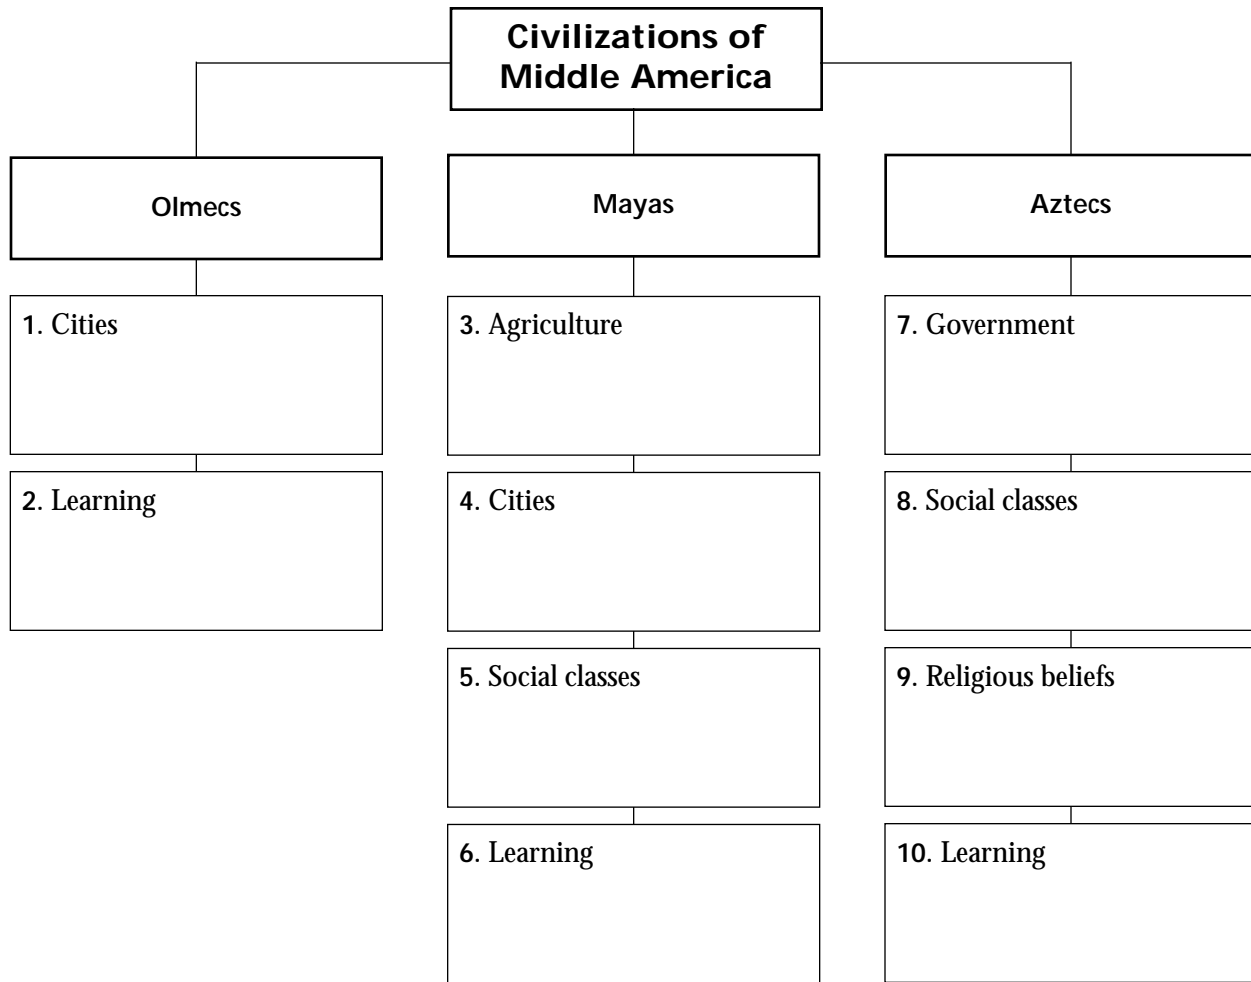 Civilizations of
Middle America
Olmecs
Mayas
Aztecs
1. Cities
3. Agriculture
7. Government
2. Learning
4. Cities
8. Social classes
5. Social classes
9. Religious beliefs
6. Learning
10. Learning